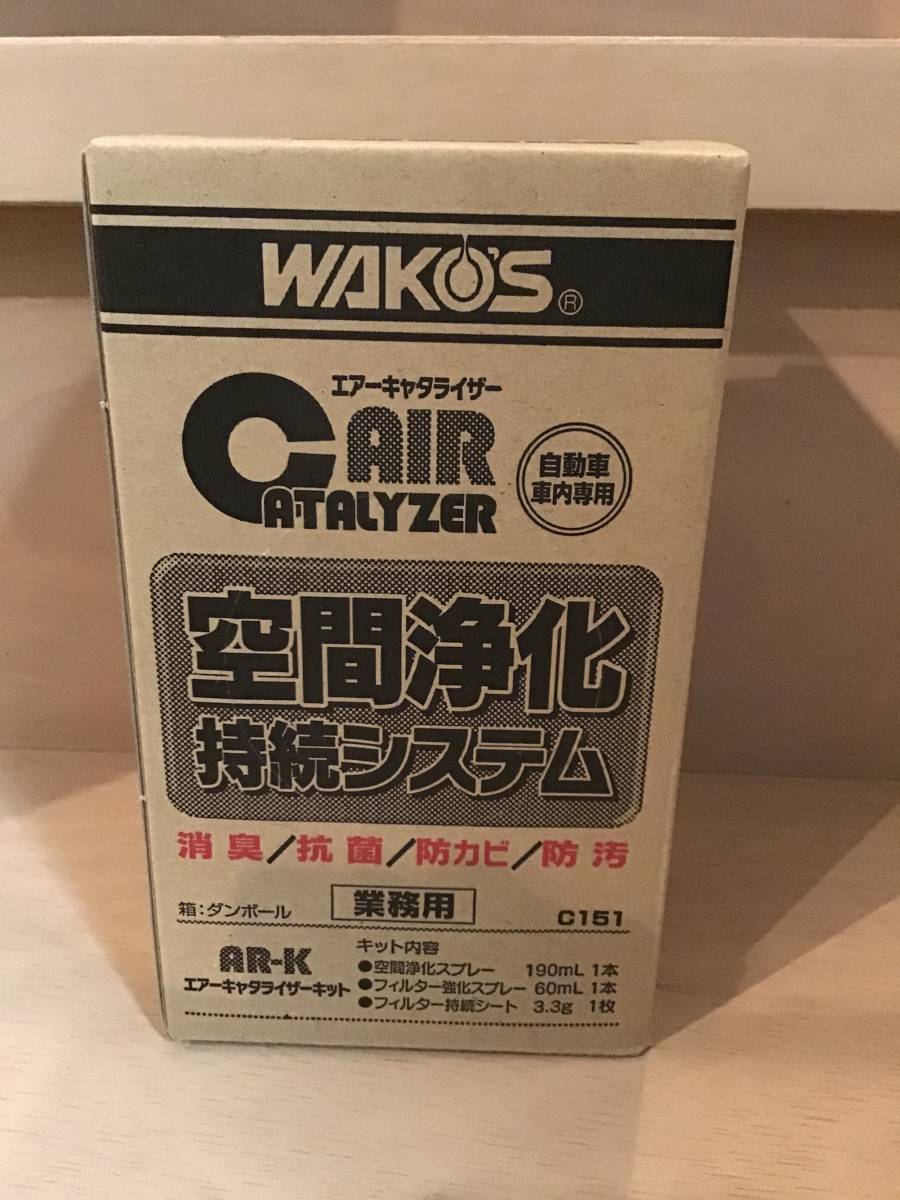 WAKO'S ®
エアーキャタライザー
AIR
CATALYZER
自動車
車内専用
空間浄化
持続システム
消臭/抗菌/防カビ/防汚
箱:ダンボール
業務用
C151
AR-K
エアーキャタライザーキット
キット内容
●空間浄化スプレー 190mL 1本
●フィルター強化スプレー 60mL 1本
●フィルター持続シート 3.3g 1枚